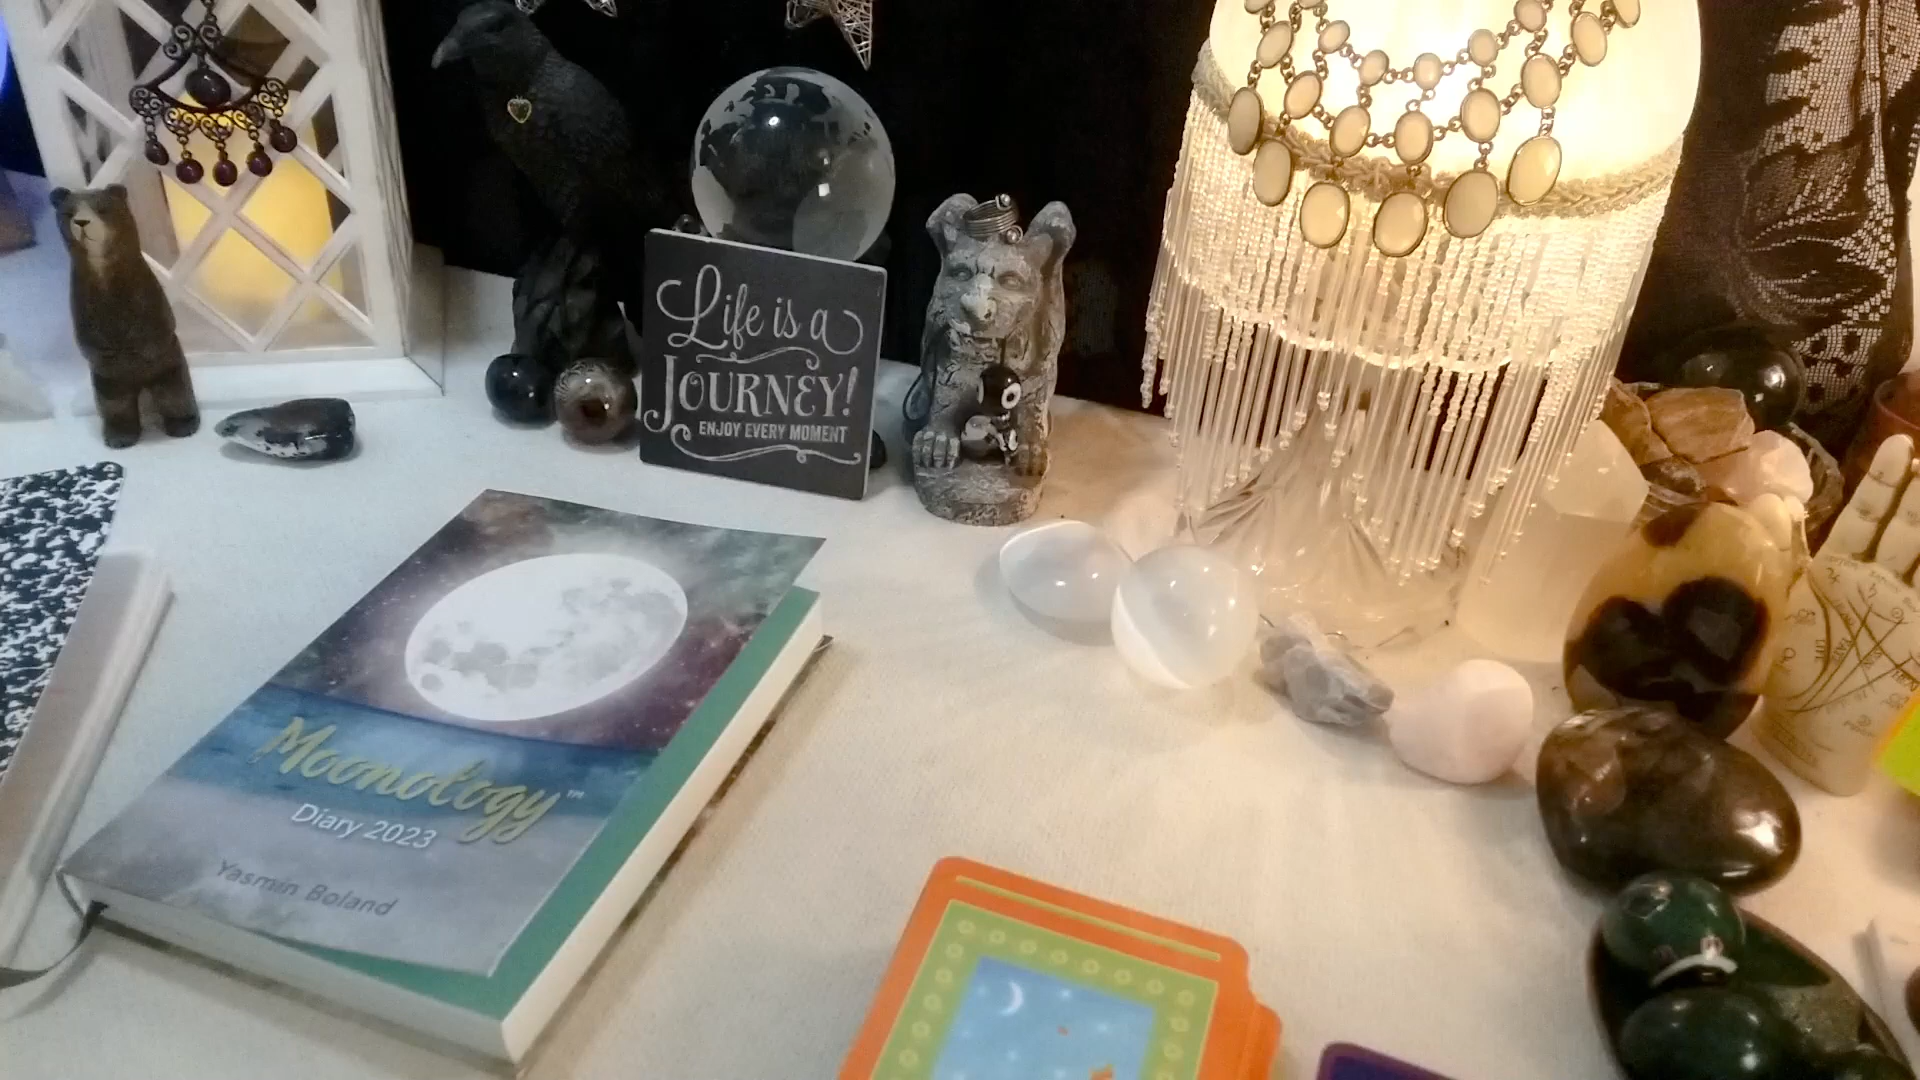 Life is a
JOURNEY!
ENJOY EVERY MOMENT
Moonology™
Diary 2023
Yasmin Boland